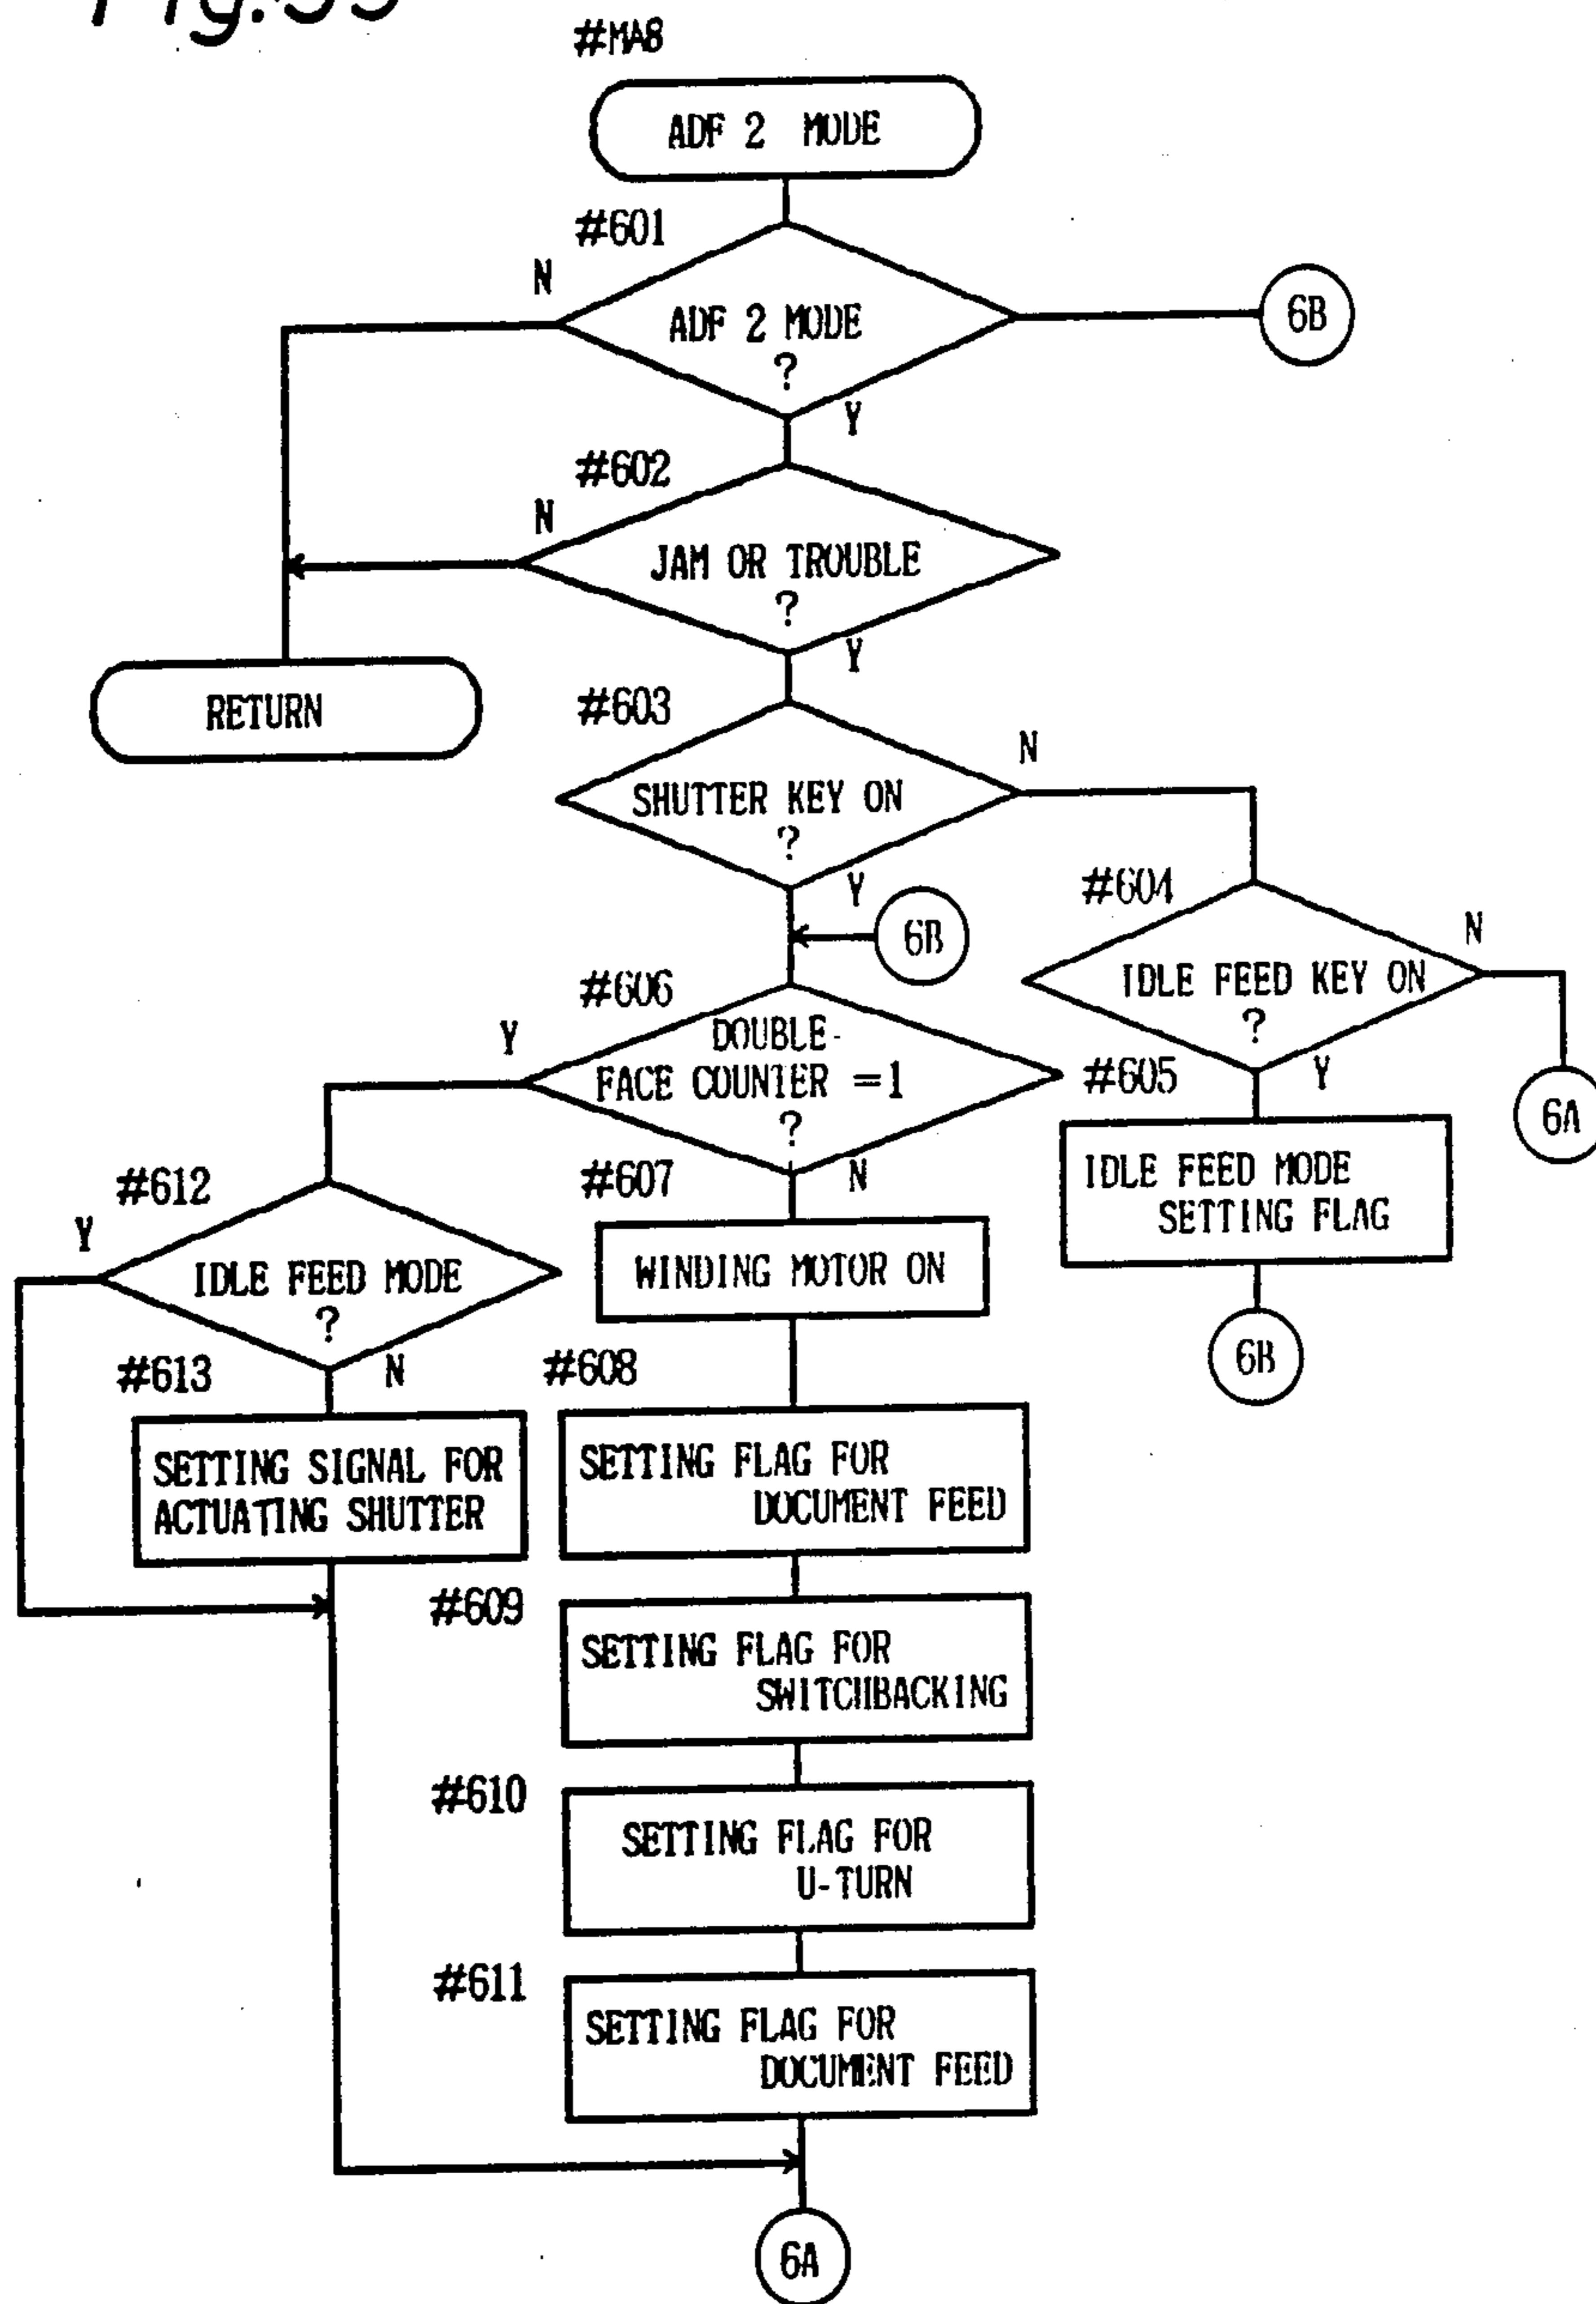 #MA8
ADF 2 MODE
#601
N
ADF 2 MODE
?
6B
Y
#602
N
JAM OR TROUBLE
?
Y
RETURN
#603
N
SHUTTER KEY ON
?
Y
6B
#604
N
IDLE FEED KEY ON
?
#606
Y
DOUBLE-
FACE COUNTER =1
?
#605
Y
6A
IDLE FEED MODE
SETTING FLAG
6B
#612
Y
IDLE FEED MODE
?
#607
N
WINDING MOTOR ON
#613
N
SETTING SIGNAL FOR
ACTUATING SHUTTER
#608
SETTING FLAG FOR
DOCUMENT FEED
#609
SETTING FLAG FOR
SWITCHBACKING
#610
SETTING FLAG FOR
U-TURN
#611
SETTING FLAG FOR
DOCUMENT FEED
6A